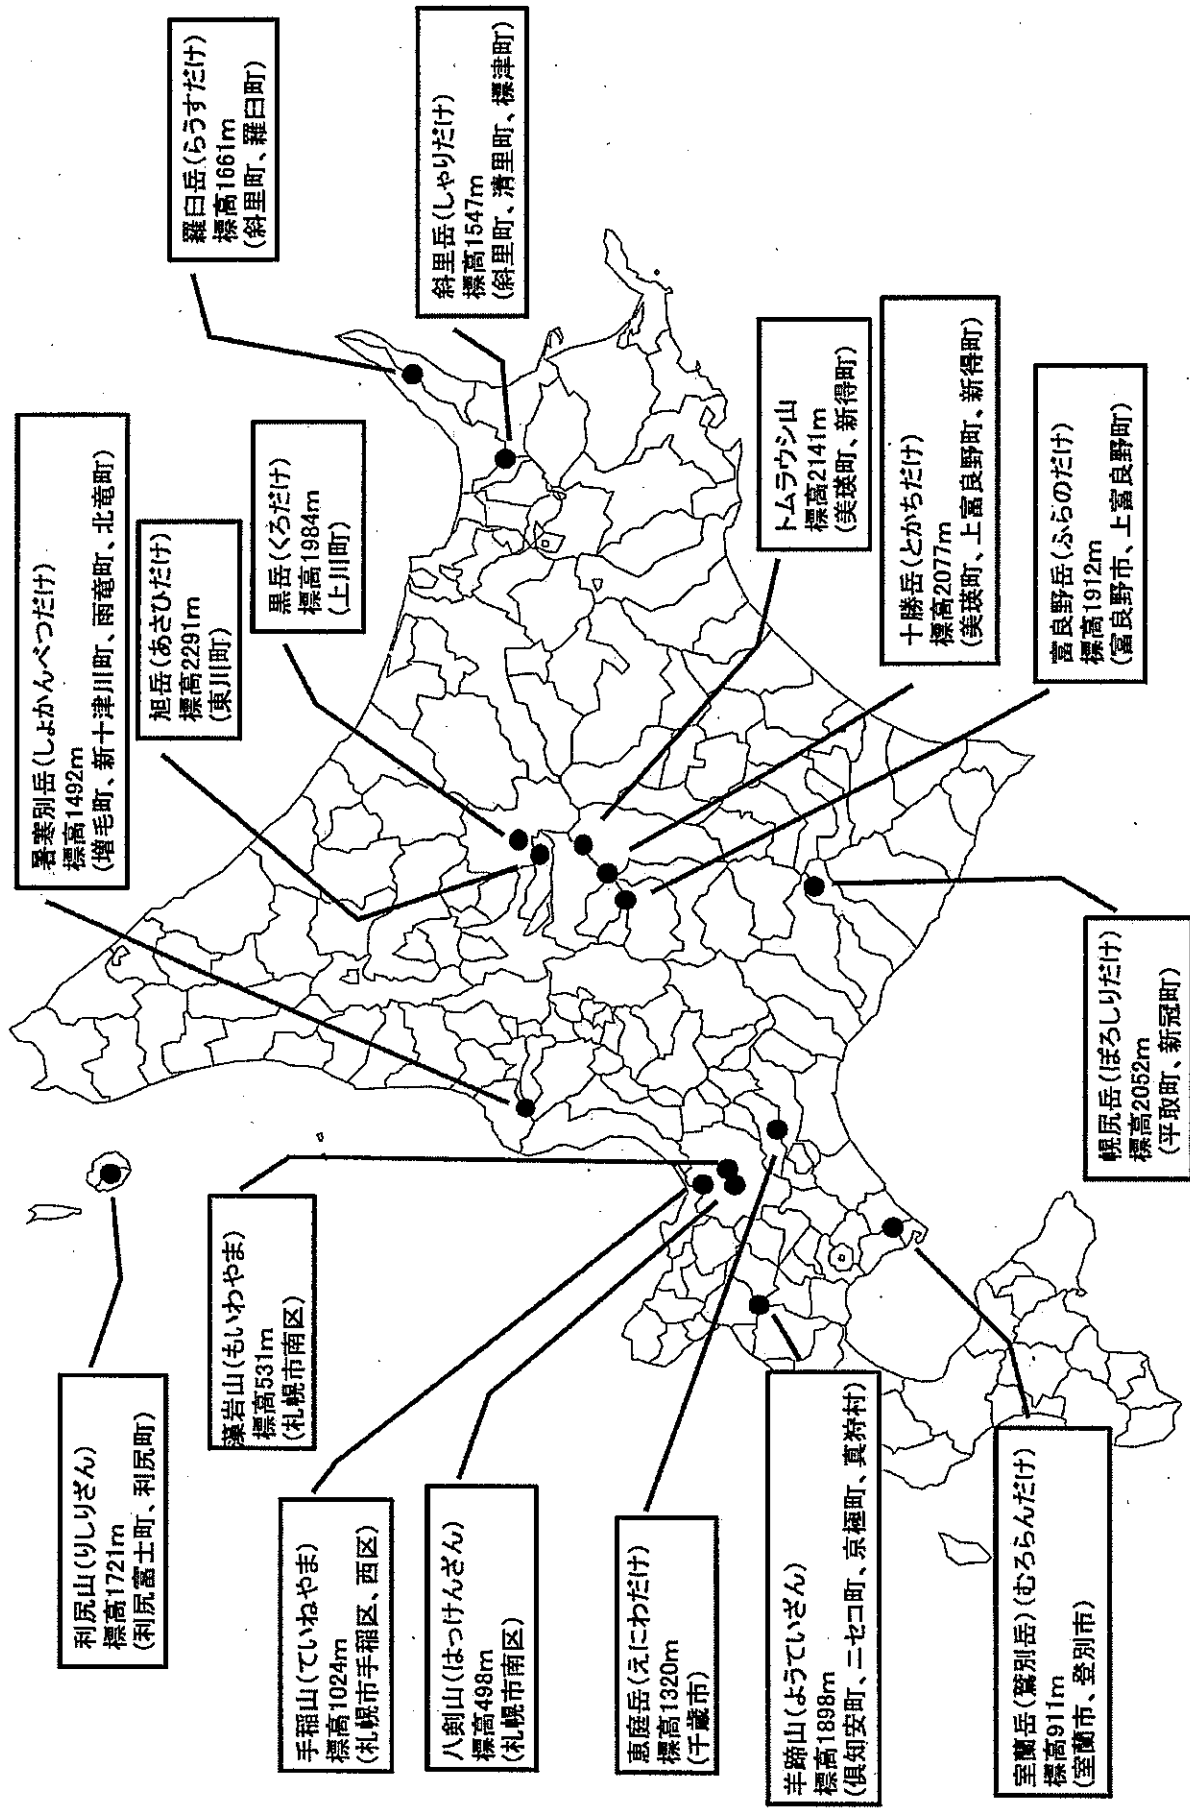 利尻山(りしりざん)
標高1721m
(利尻富士町、利尻町)
藻岩山(もいわやま)
標高531m
(札幌市南区)
手稲山(ていねやま)
標高1024m
(札幌市手稲区、西区)
八剣山(はっけんざん)
標高498m
(札幌市南区)
恵庭岳(えにわだけ)
標高1320m
(千歳市)
羊蹄山(ようていざん)
標高1898m
(倶知安町、ニセコ町、京極町、真狩村)
室蘭岳(鷲別岳)(むろらんだけ)
標高911m
(室蘭市、登別市)
暑寒別岳(しょかんべつだけ)
標高1492m
(増毛町、新十津川町、雨竜町、北竜町)
旭岳(あさひだけ)
標高2291m
(東川町)
黒岳(くろだけ)
標高1984m
(上川町)
羅臼岳(らうすだけ)
標高1661m
(斜里町、羅臼町)
斜里岳(しゃりだけ)
標高1547m
(斜里町、清里町、標津町)
トムラウシ山
標高2141m
(美瑛町、新得町)
十勝岳(とかちだけ)
標高2077m
(美瑛町、上富良野町、新得町)
富良野岳(ふらのだけ)
標高1912m
(富良野市、上富良野町)
幌尻岳(ぽろしりだけ)
標高2052m
(平取町、新冠町)